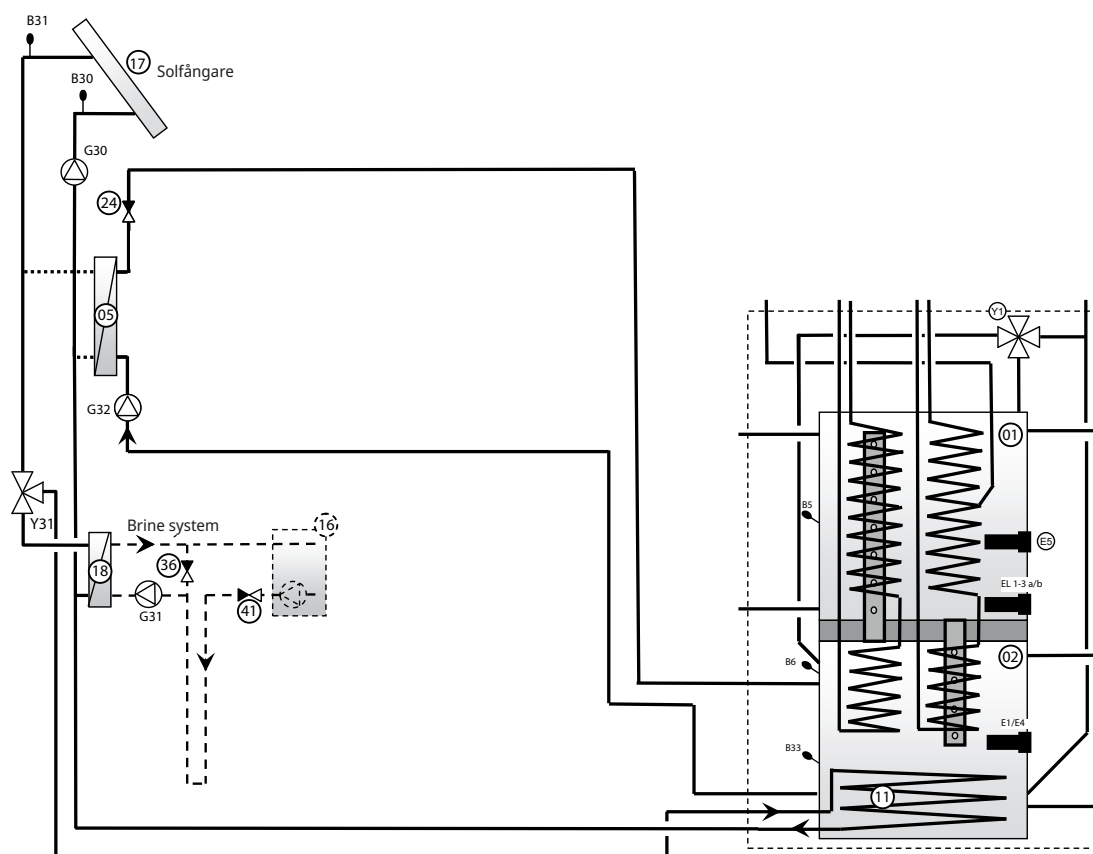 B31
17
Solfångare
B30
G30
24
05
G32
Y1
01
B5
E5
Y31
Brine system
16
36
18
41
G31
EL 1-3 a/b
02
B6
E1/E4
B33
11